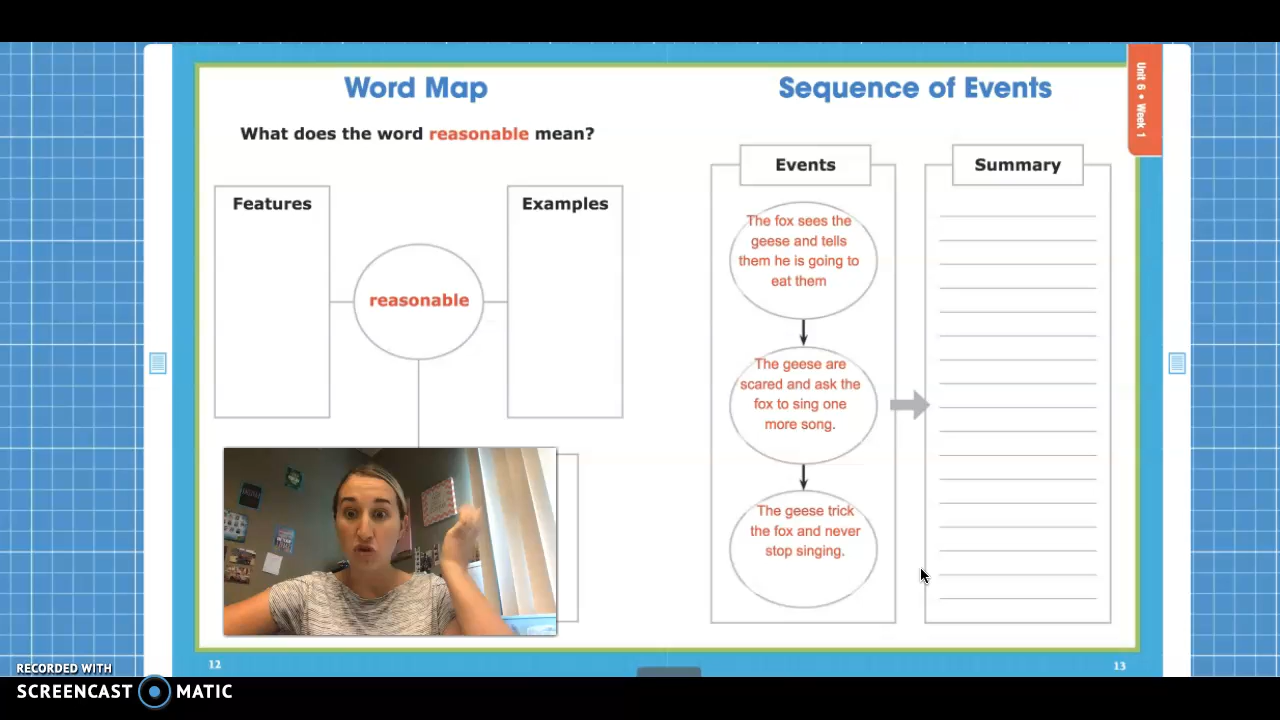 Word Map
What does the word reasonable mean?
Features
Examples
reasonable
Sequence of Events
Unit 6 • Week 1
Events
Summary
The fox sees the
geese and tells
them he is going to
eat them
The geese are
scared and ask the
fox to sing one
more song.
The geese trick
the fox and never
stop singing.
12
13
RECORDED WITH
SCREENCAST MATIC